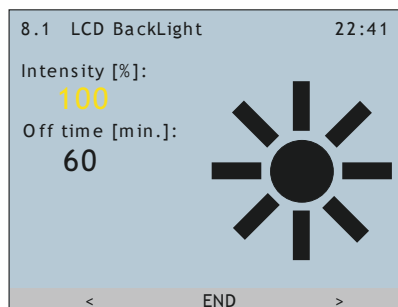 8.1 LCD BackLight 22:41
Intensity [%]:
100
Off time [min.]:
60
< END >